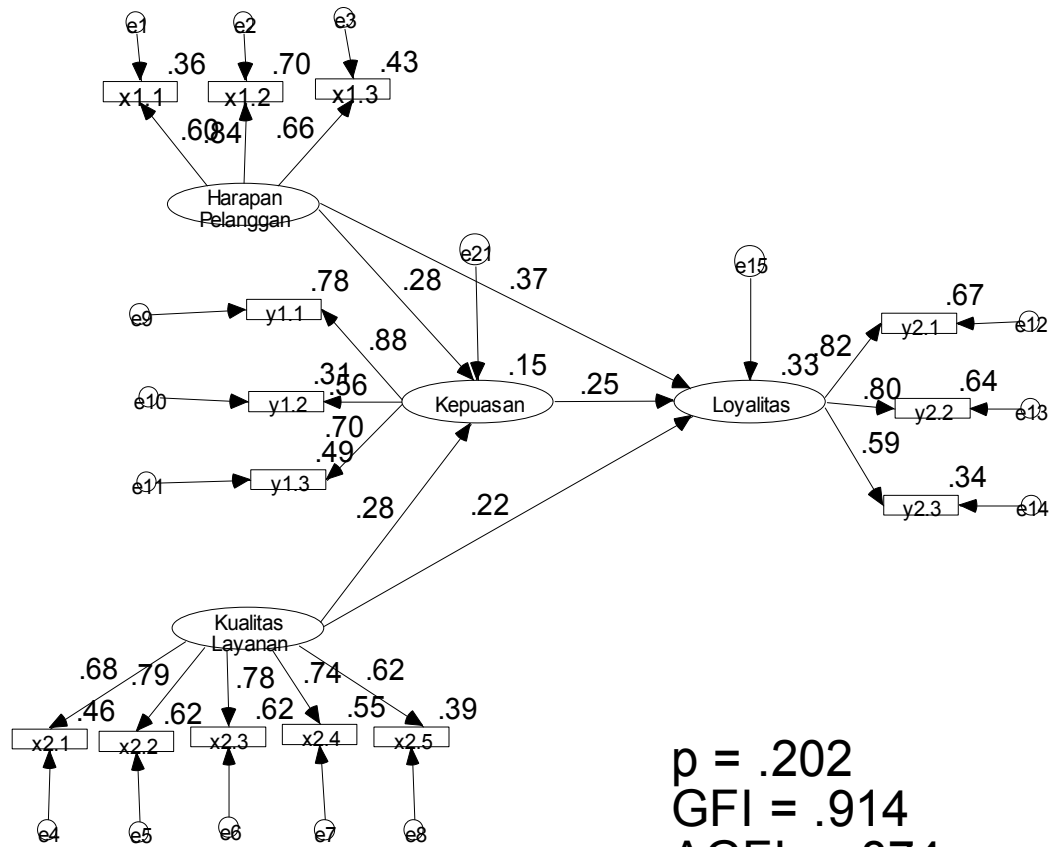 e1
e2
e3
.36
.70
.43
x1.1
x1.2
x1.3
.60
.84
.66
Harapan
Pelanggan
e21
e15
.28
.37
.78
e9
y1.1
.88
.67
y2.1
e12
.82
.15
.33
.31
.56
e10
y1.2
Kepuasan
.25
Loyalitas
.80
.64
y2.2
e13
.70
.49
e11
y1.3
.59
.34
y2.3
e14
.28
.22
Kualitas
Layanan
.68
.79
.78
.74
.62
.46
.62
.62
.55
.39
x2.1
x2.2
x2.3
x2.4
x2.5
e4
e5
e6
e7
e8
p = .202
GFI = .914